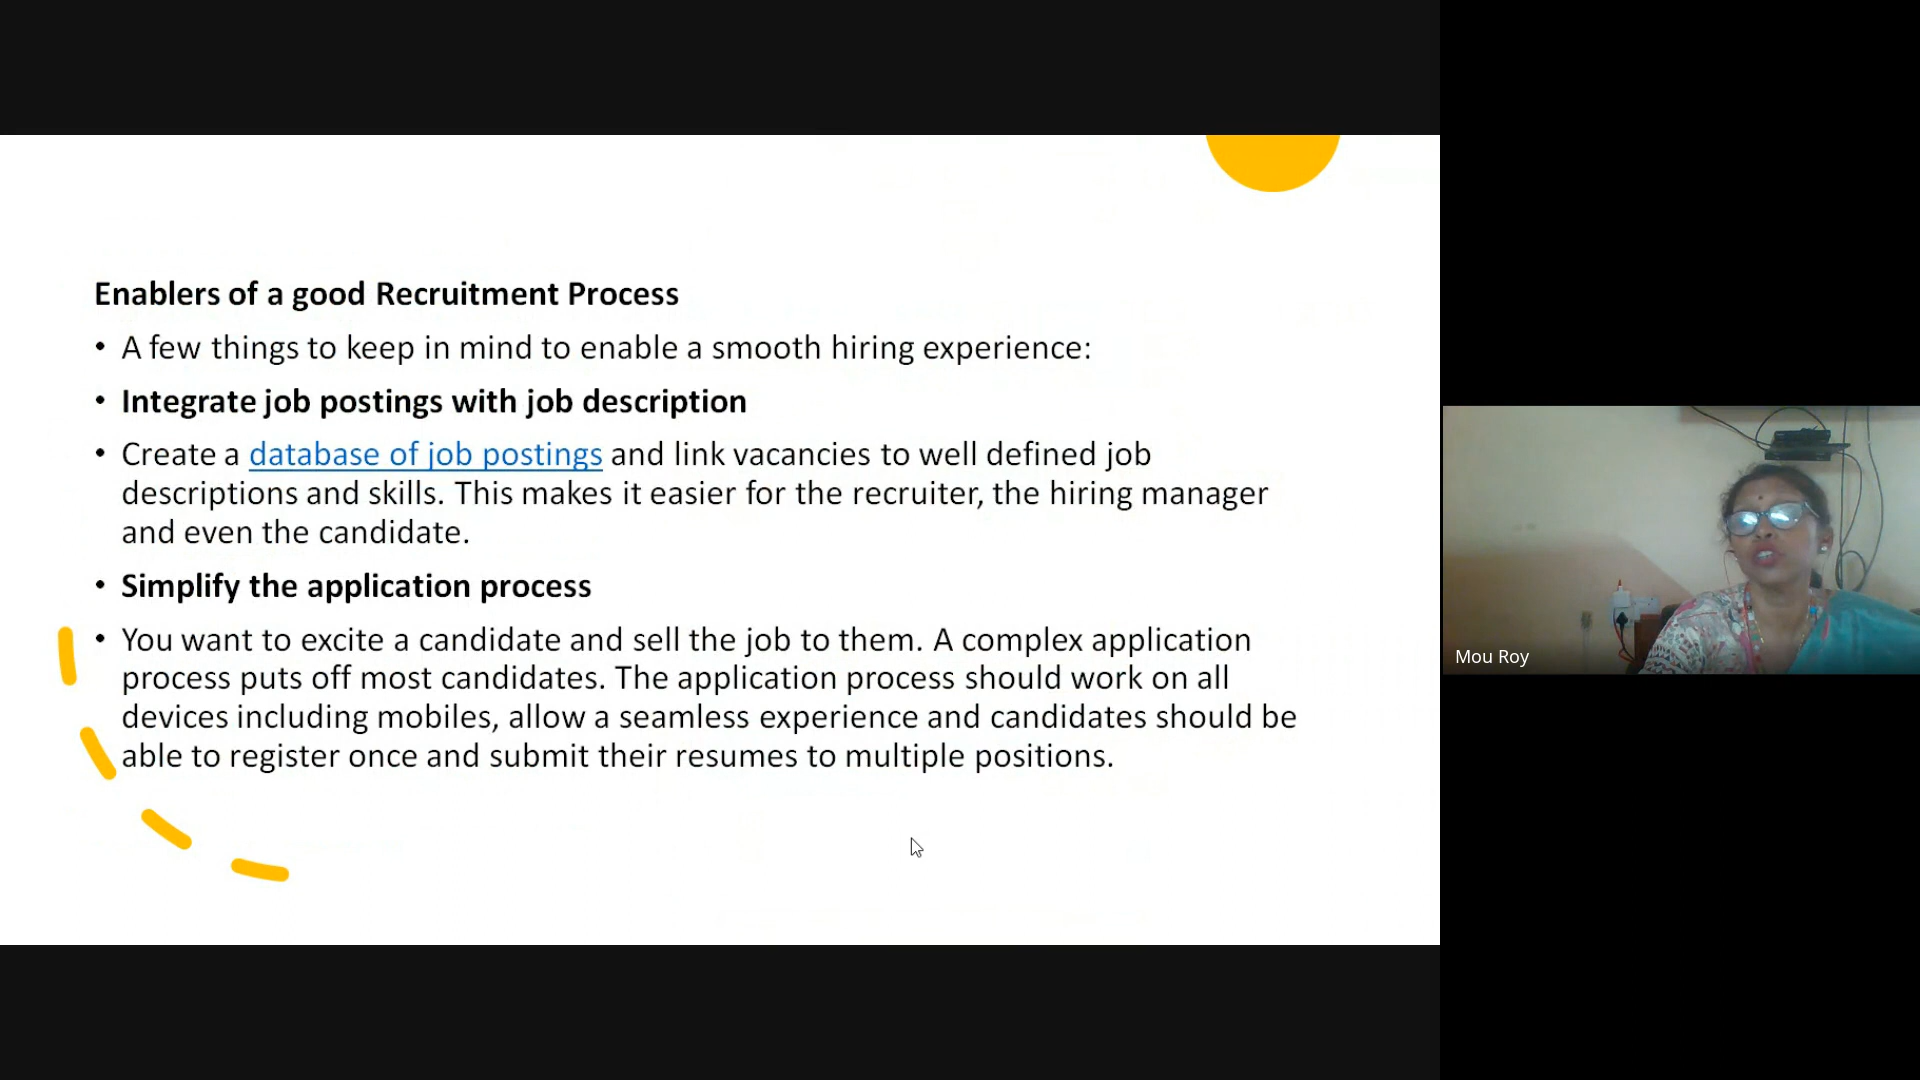 Enablers of a good Recruitment Process
• A few things to keep in mind to enable a smooth hiring experience:
• Integrate job postings with job description
• Create a database of job postings and link vacancies to well defined job
descriptions and skills. This makes it easier for the recruiter, the hiring manager
and even the candidate.
• Simplify the application process
• You want to excite a candidate and sell the job to them. A complex application
process puts off most candidates. The application process should work on all
devices including mobiles, allow a seamless experience and candidates should be
able to register once and submit their resumes to multiple positions.
Mou Roy